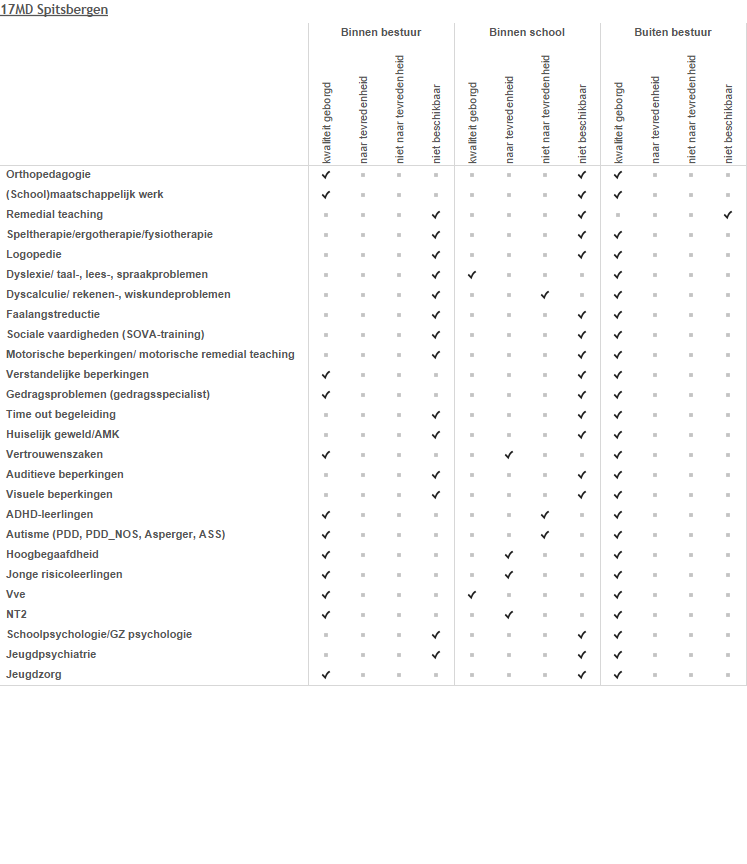 17MD Spitsbergen
Binnen bestuur Binnen school Buiten bestuur
kwaliteit geborgd naar tevredenheid niet naar tevredenheid niet beschikbaar kwaliteit geborgd naar tevredenheid niet naar tevredenheid niet beschikbaar kwaliteit geborgd naar tevredenheid niet naar tevredenheid niet beschikbaar
Orthopedagogie
(School)maatschappelijk werk
Remedial teaching
Speltherapie/ergotherapie/fysiotherapie
Logopedie
Dyslexie/ taal-, lees-, spraakproblemen
Dyscalculie/ rekenen-, wiskundeproblemen
Faalangstreductie
Sociale vaardigheden (SOVA-training)
Motorische beperkingen/ motorische remedial teaching
Verstandelijke beperkingen
Gedragsproblemen (gedragsspecialist)
Time out begeleiding
Huiselijk geweld/AMK
Vertrouwenszaken
Auditieve beperkingen
Visuele beperkingen
ADHD-leerlingen
Autisme (PDD, PDD_NOS, Asperger, ASS)
Hoogbegaafdheid
Jonge risicoleerlingen
Vve
NT2
Schoolpsychologie/GZ psychologie
Jeugdpsychiatrie
Jeugdzorg